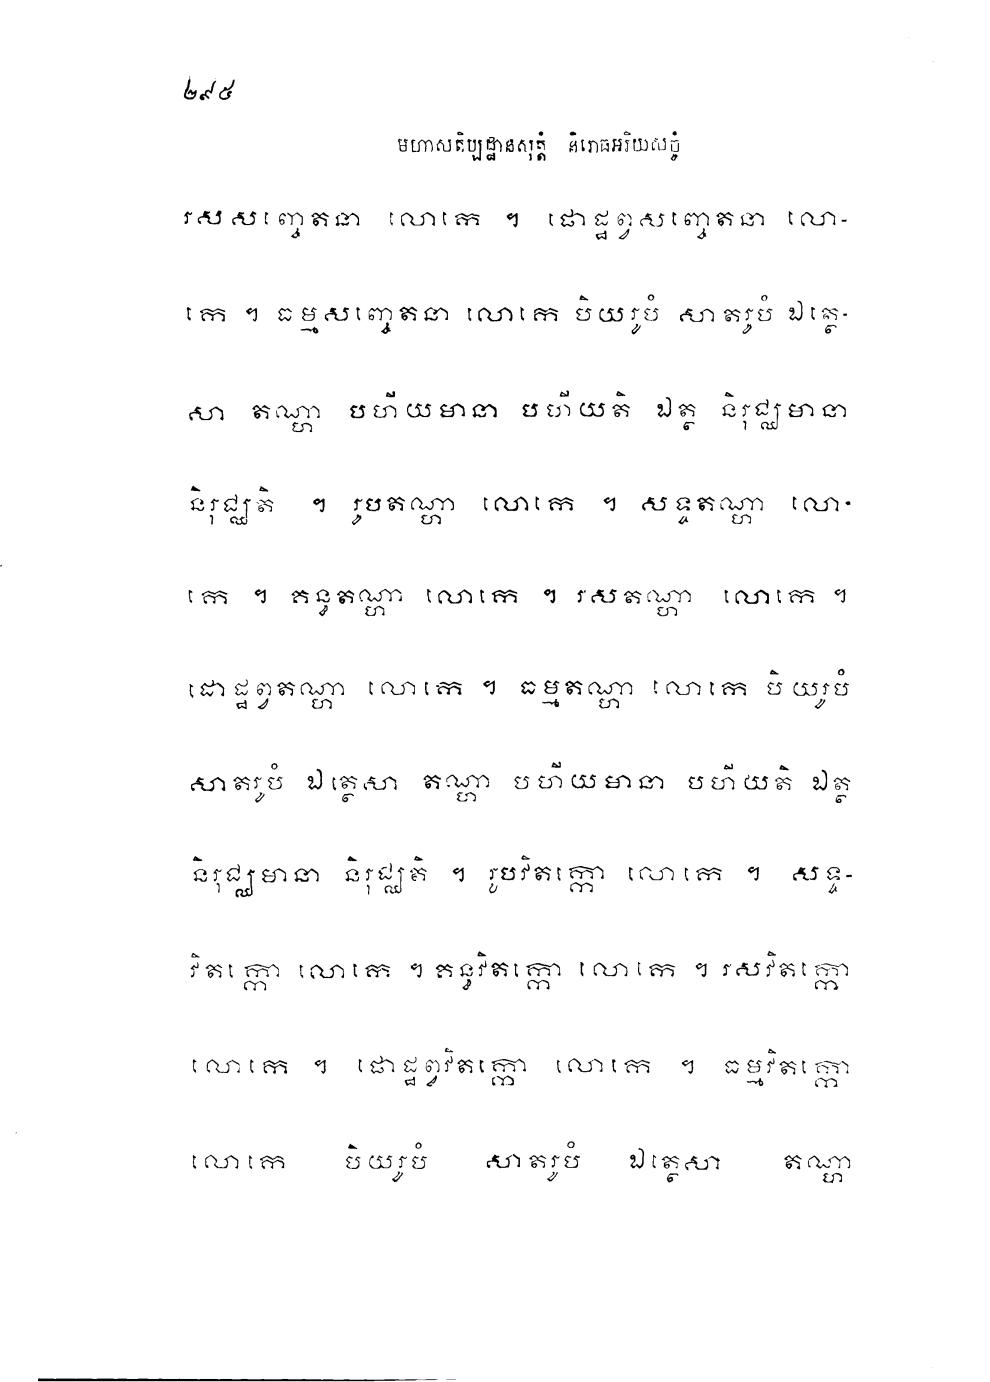 ២៩៥
មហាសតិប្បដ្ឋានសុត្តំ និរោធអរិយសច្ចំ
រសសញ្ចេតនា លោកេ ។ ផោដ្ឋព្វសញ្ចេតនា លោ-
កេ ។ ធម្មសញ្ចេតនា លោកេ បិយរូបំ សាតរូបំ ឯត្ថេ-
សា តណ្ហា បហីយមានា បហីយតិ ឯត្ថ និរុជ្ឈមានា
និរុជ្ឈតិ ។ រូបតណ្ហា លោកេ ។ សទ្ទតណ្ហា លោ-
កេ ។ គន្ធតណ្ហា លោកេ ។ រសតណ្ហា លោកេ ។
ផោដ្ឋព្វតណ្ហា លោកេ ។ ធម្មតណ្ហា លោកេ បិយរូបំ
សាតរូបំ ឯត្ថេសា តណ្ហា បហីយមានា បហីយតិ ឯត្ថ
និរុជ្ឈមានា និរុជ្ឈតិ ។ រូបវិតក្កោ លោកេ ។ សទ្ទ-
វិតក្កោ លោកេ ។ គន្ធវិតក្កោ លោកេ ។ រសវិតក្កោ
លោកេ ។ ផោដ្ឋព្វវិតក្កោ លោកេ ។ ធម្មវិតក្កោ
លោកេ បិយរូបំ សាតរូបំ ឯត្ថេសា តណ្ហា